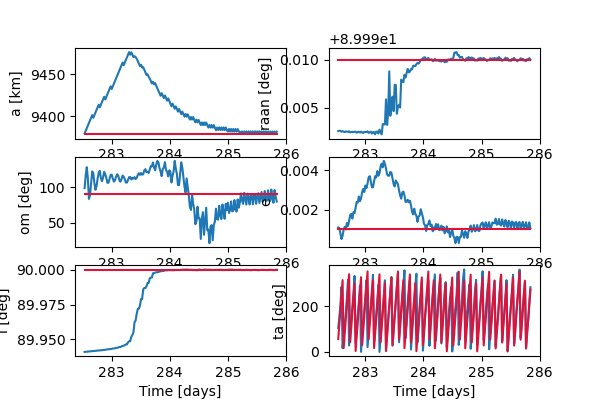 +8.999e1
9450
9400
a [km]
283 284 285 286
0.010
0.005
raan [deg]
283 284 285 286
100
50
om [deg]
283 284 285 286
0.004
0.002
e
283 284 285 286
90.000
89.975
89.950
i [deg]
283 284 285 286
Time [days]
200
0
ta [deg]
283 284 285 286
Time [days]